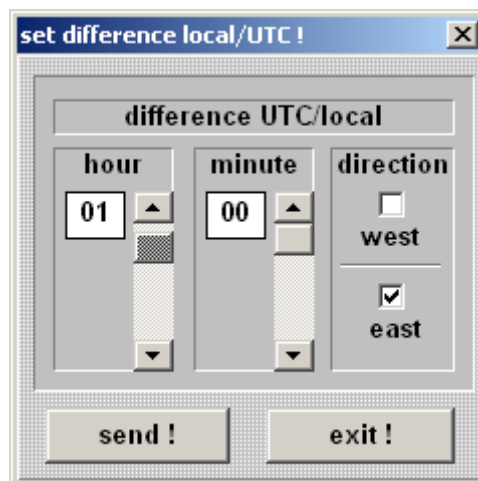 set difference local/UTC !
difference UTC/local
hour minute direction
01 00
west
east
send ! exit !